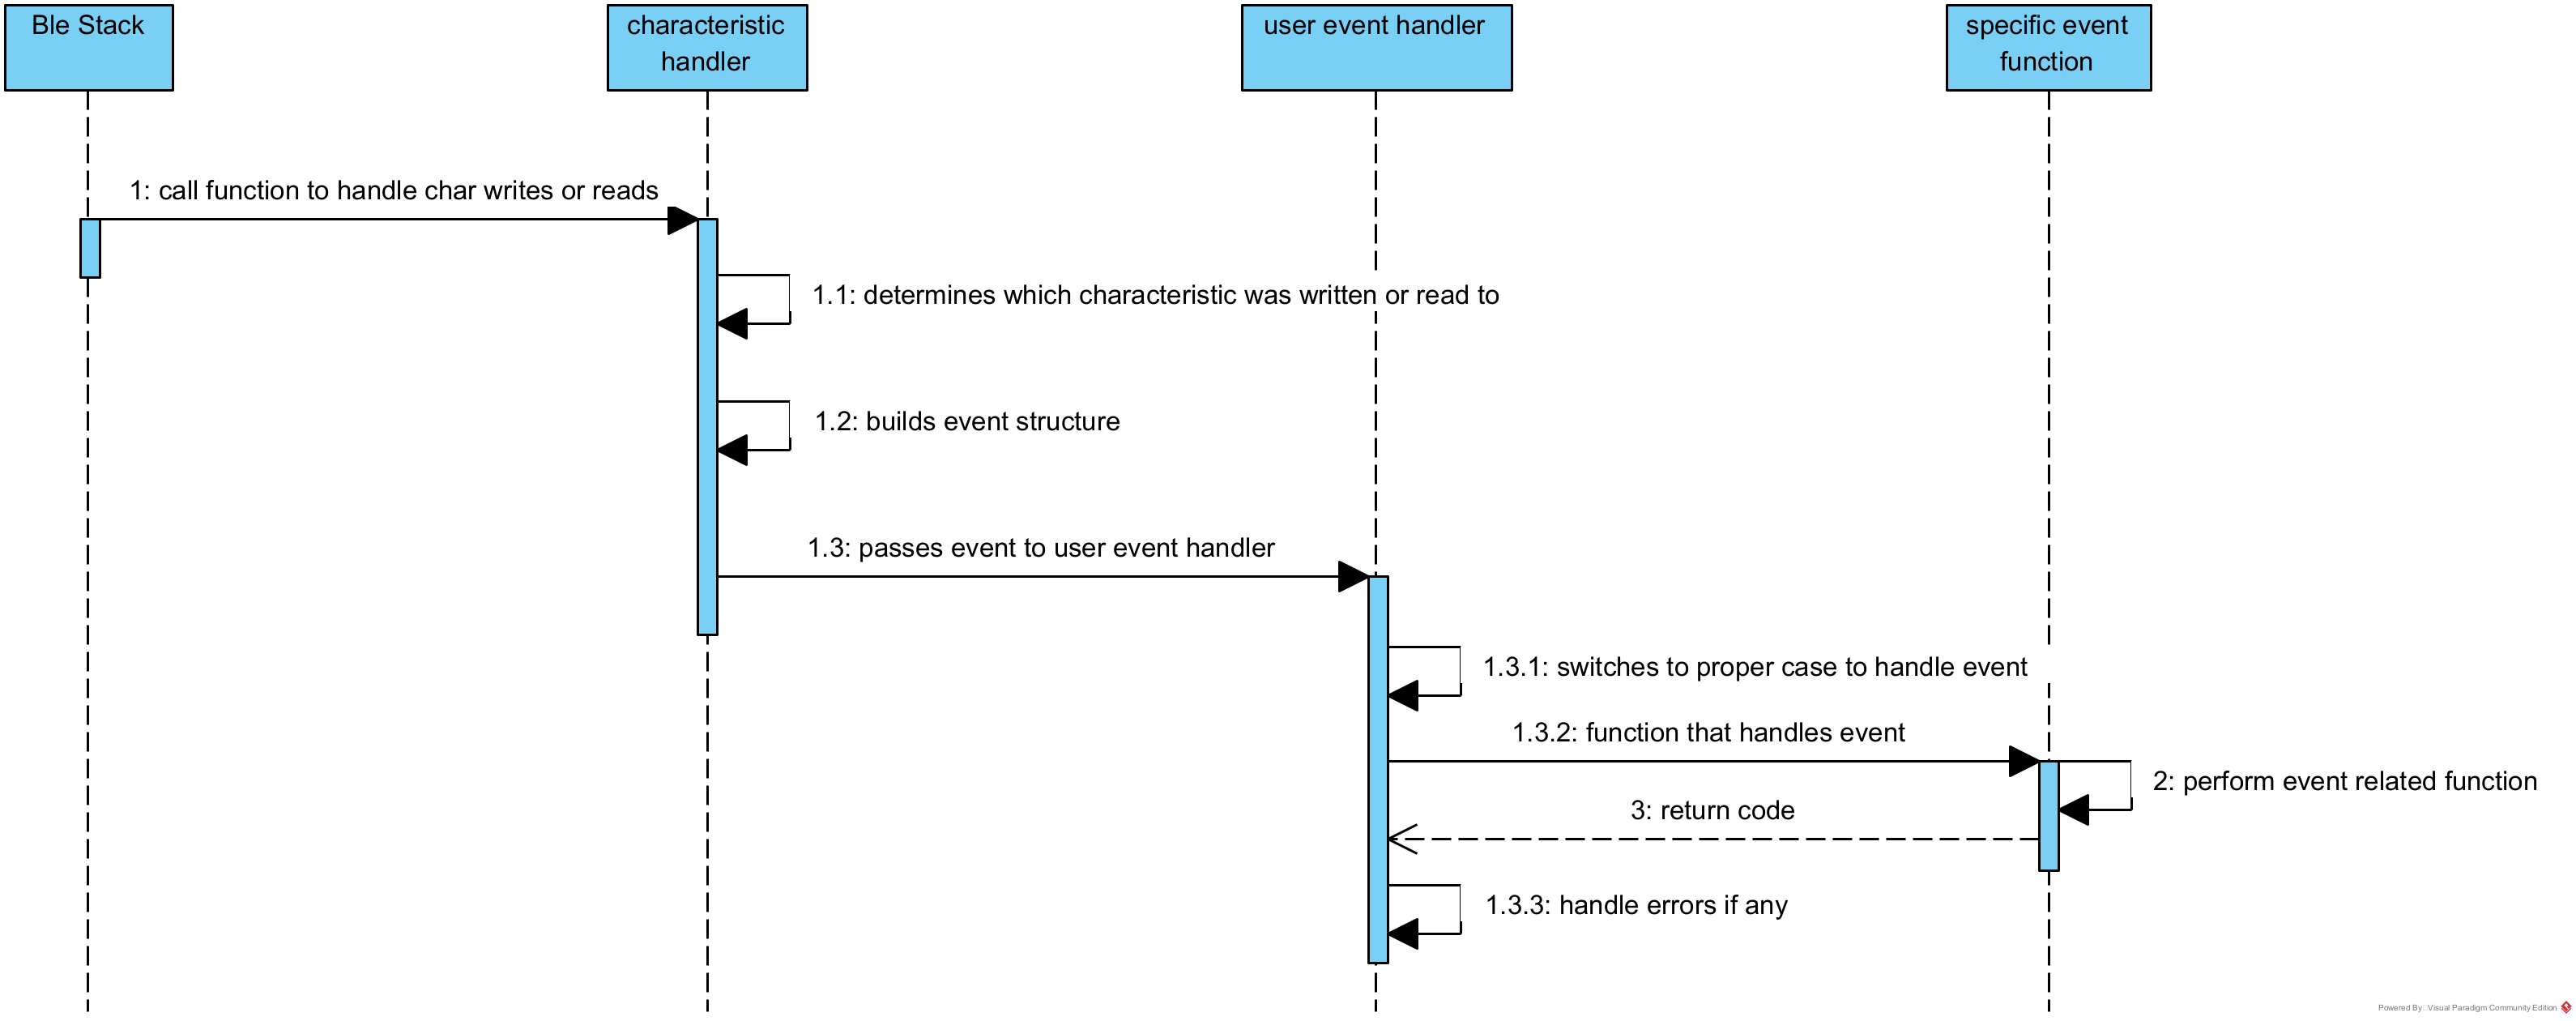 Ble Stack
characteristic
handler
user event handler
specific event
function
1: call function to handle char writes or reads
1.1: determines which characteristic was written or read to
1.2: builds event structure
1.3: passes event to user event handler
1.3.1: switches to proper case to handle event
1.3.2: function that handles event
2: perform event related function
3: return code
1.3.3: handle errors if any
Powered By Visual Paradigm Community Edition